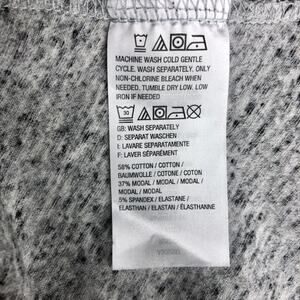 MACHINE WASH COLD GENTLE
CYCLE. WASH SEPARATELY. ONLY
NON-CHLORINE BLEACH WHEN
NEEDED. TUMBLE DRY LOW. LOW
IRON IF NEEDED
30
GB: WASH SEPARATELY
D: SEPARAT WASCHEN
I: LAVARE SEPARATAMENTE
F: LAVER SÉPARÉMENT
58% COTTON / COTTON /
BAUMWOLLE / COTONE / COTON
37% MODAL / MODAL /
MODAL / MODAL / MODAL
5% SPANDEX / ELASTANE /
ELASTHAN / ELASTAN / ÉLASTHANNE